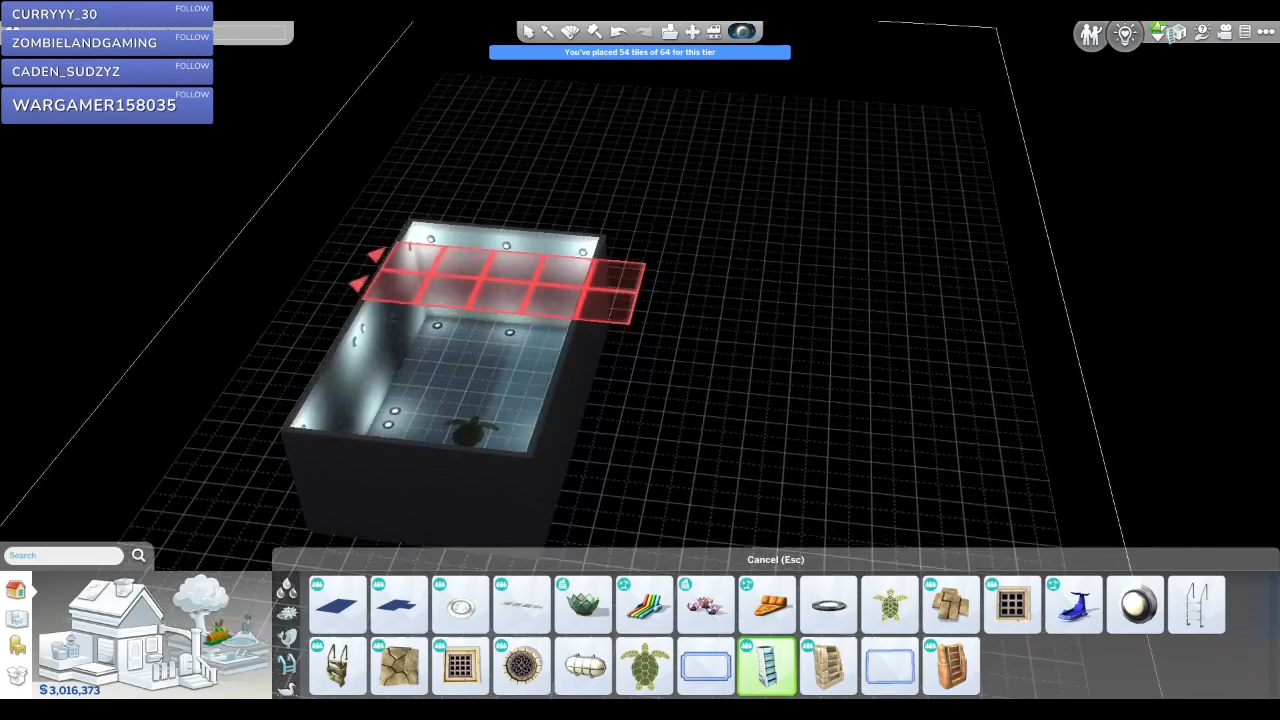 CURRYYY_30
FOLLOW
ZOMBIELANDGAMING
FOLLOW
CADEN_SUDZYZ
FOLLOW
WARGAMER158035
FOLLOW
You've placed 54 tiles of 64 for this tier
Search
Cancel (Esc)
§3,016,373